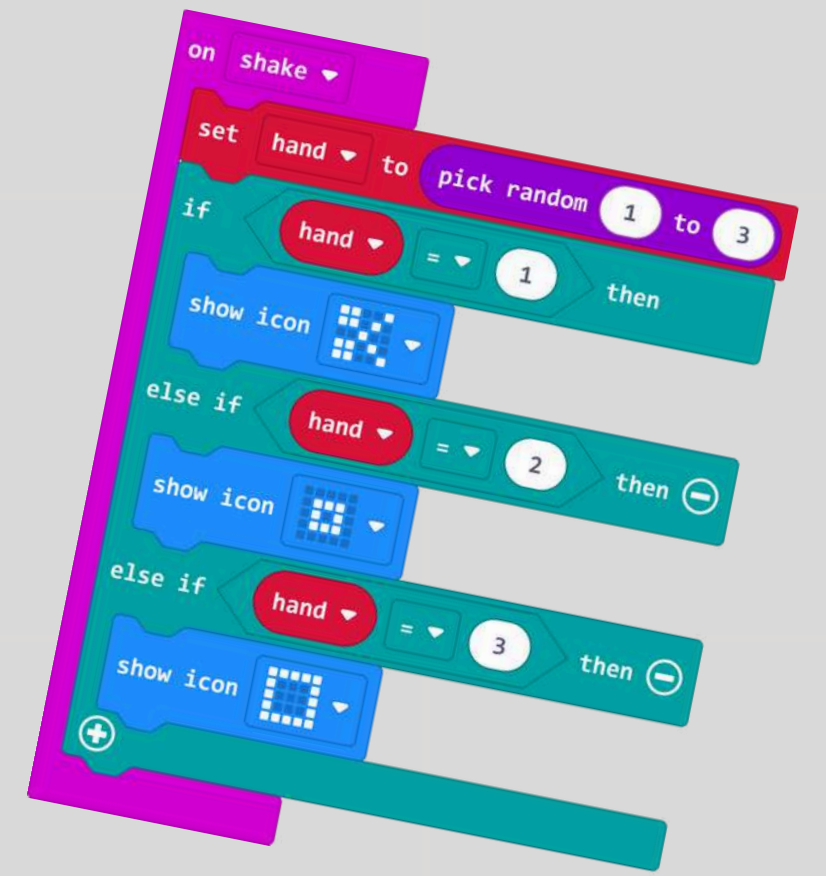 on shake
set hand to pick random 1 to 3
if hand = 1 then
show icon
else if hand = 2 then
show icon
else if hand = 3 then
show icon